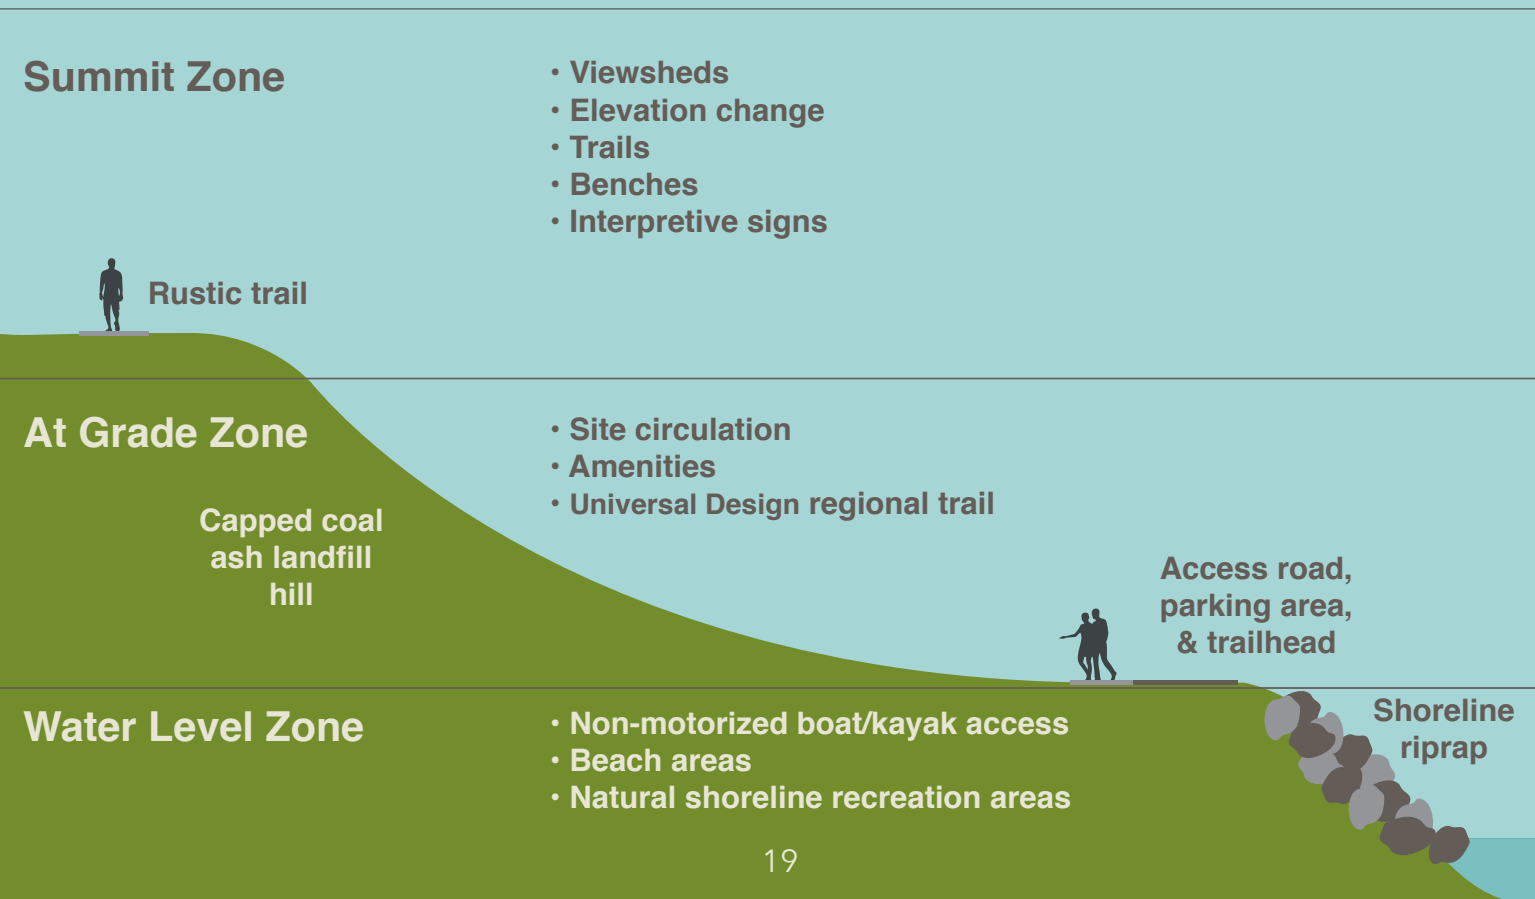 Summit Zone
• Viewsheds
• Elevation change
• Trails
• Benches
• Interpretive signs
Rustic trail
At Grade Zone
• Site circulation
• Amenities
• Universal Design regional trail
Capped coal
ash landfill
hill
Access road,
parking area,
& trailhead
Water Level Zone
• Non-motorized boat/kayak access
• Beach areas
• Natural shoreline recreation areas
Shoreline
riprap
19